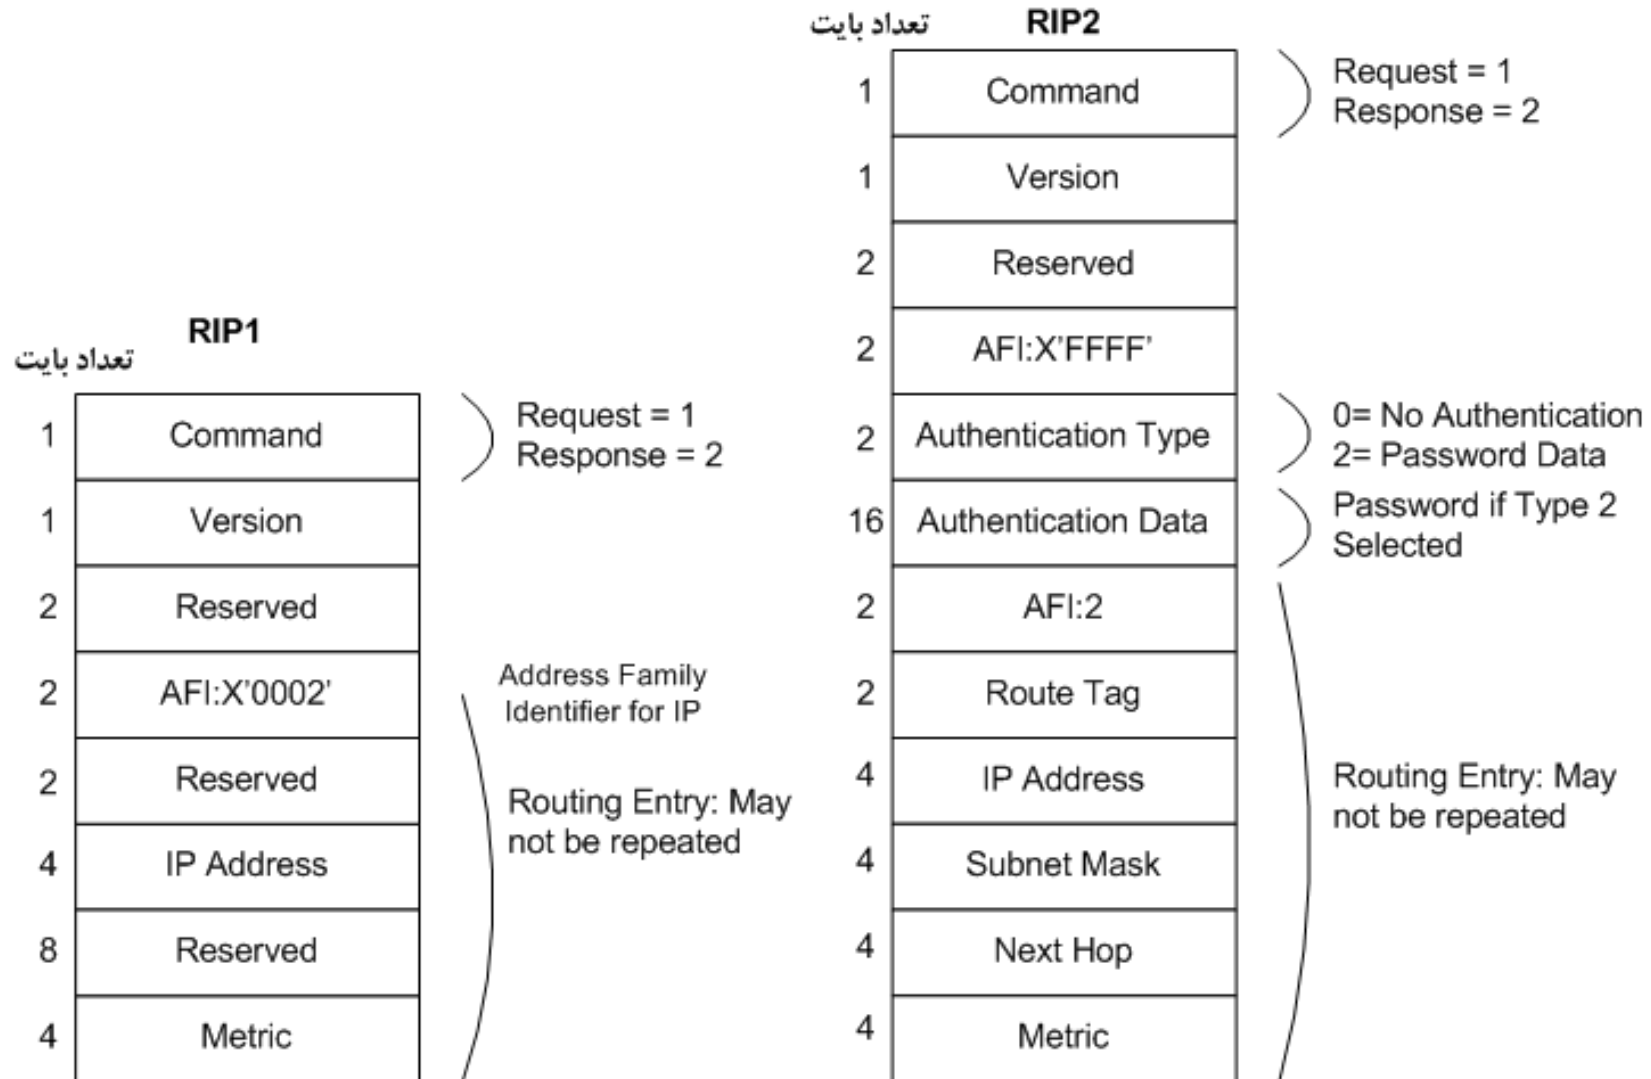 RIP1
تعداد بایت
1
Command
Request = 1
Response = 2
1
Version
2
Reserved
2
AFI:X'0002'
Address Family
Identifier for IP
2
Reserved
Routing Entry: May
not be repeated
4
IP Address
8
Reserved
4
Metric
RIP2
تعداد بایت
1
Command
Request = 1
Response = 2
1
Version
2
Reserved
2
AFI:X'FFFF'
2
Authentication Type
0= No Authentication
2= Password Data
16
Authentication Data
Password if Type 2
Selected
2
AFI:2
2
Route Tag
4
IP Address
Routing Entry: May
not be repeated
4
Subnet Mask
4
Next Hop
4
Metric